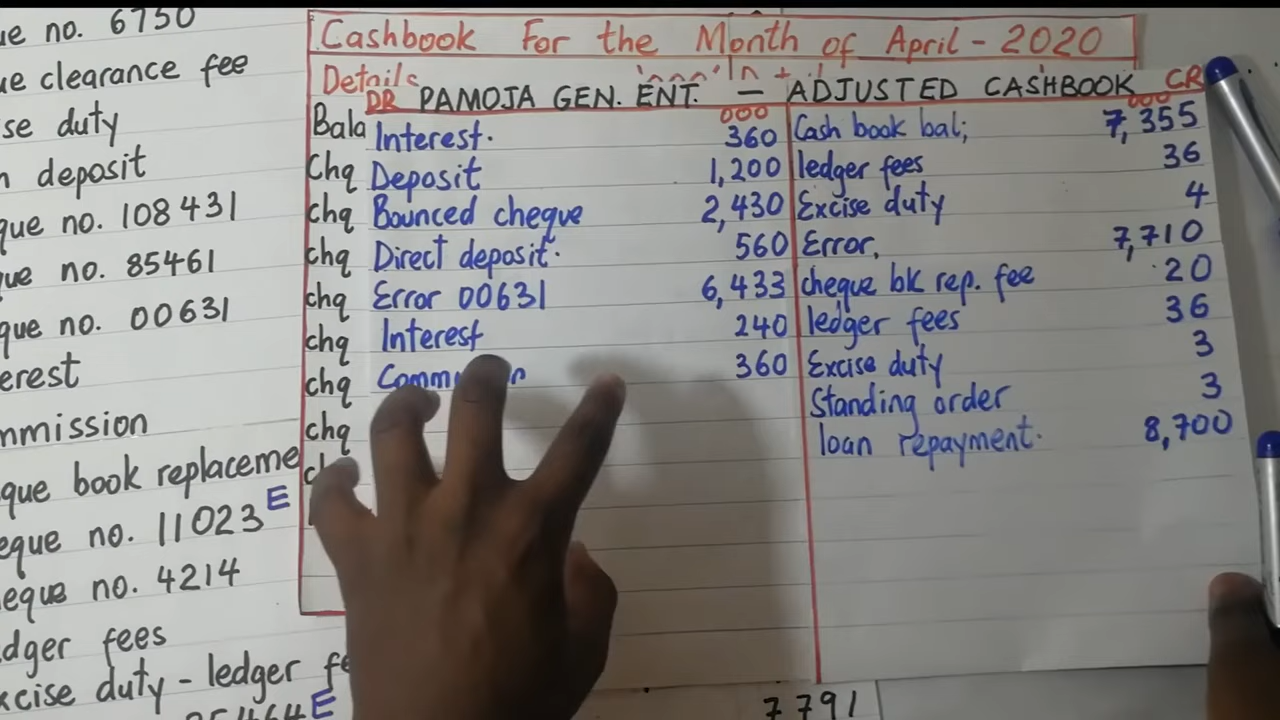 ue no. 6750
ue clearance fee
se duty
n deposit
que no. 108431
ue no. 85461
que no. 00631
erest
mmission
que book replaceme
eque no. 11023 E
eque no. 4214
dger fees
xcise duty - ledger fe
E
Cashbook For the Month of April - 2020
Details
DR PAMOJA GEN. ENT. — ADJUSTED CASHBOOK CR
Bala
Chq
chq
chq
chq
chq
chq
chq
000
Interest. 360
Deposit 1,200
Bounced cheque 2,430
Direct deposit. 560
Error 00631 6,433
Interest 240
360
000
Cash book bal; 7,355
ledger fees 36
Excise duty 4
Error, 7,710
cheque bk rep. fee 20
ledger fees 36
Excise duty 3
Standing order 3
loan repayment. 8,700
7791